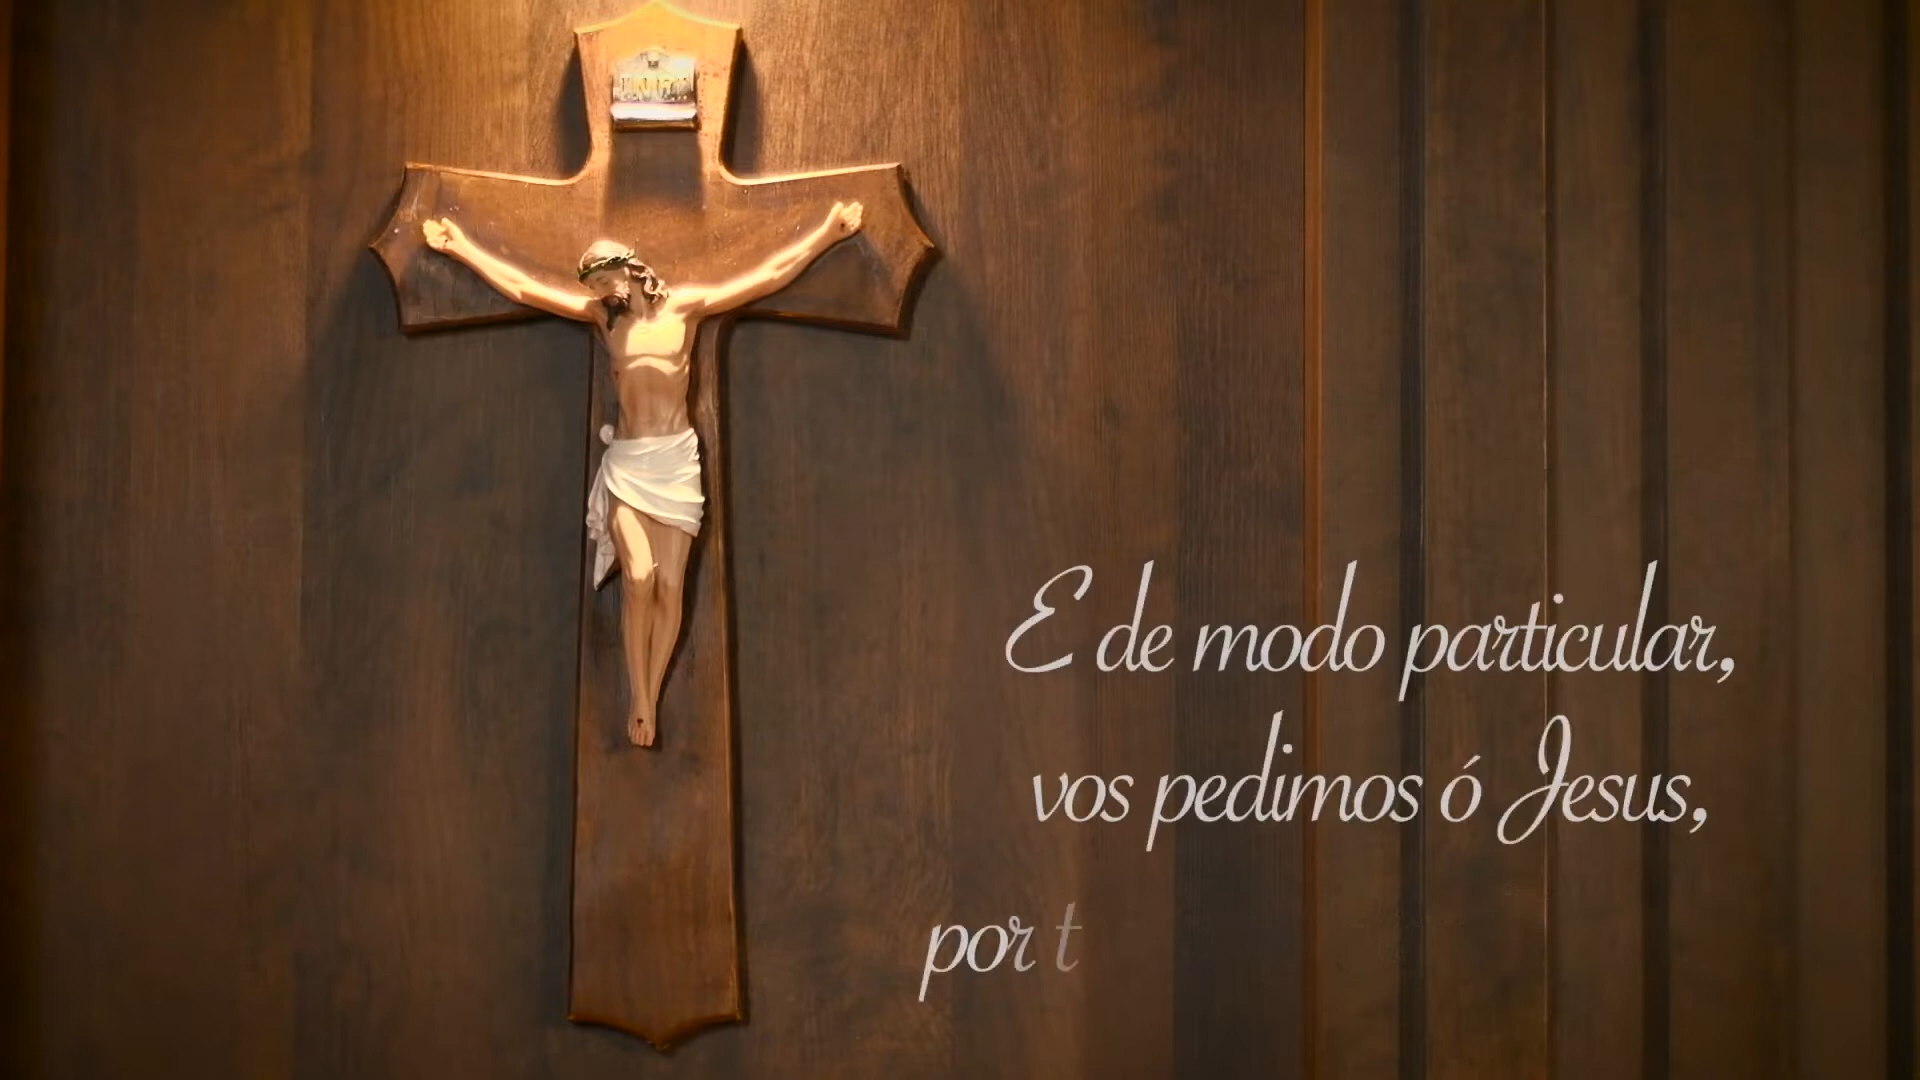 E de modo particular,
vos pedimos ó Jesus,
por t